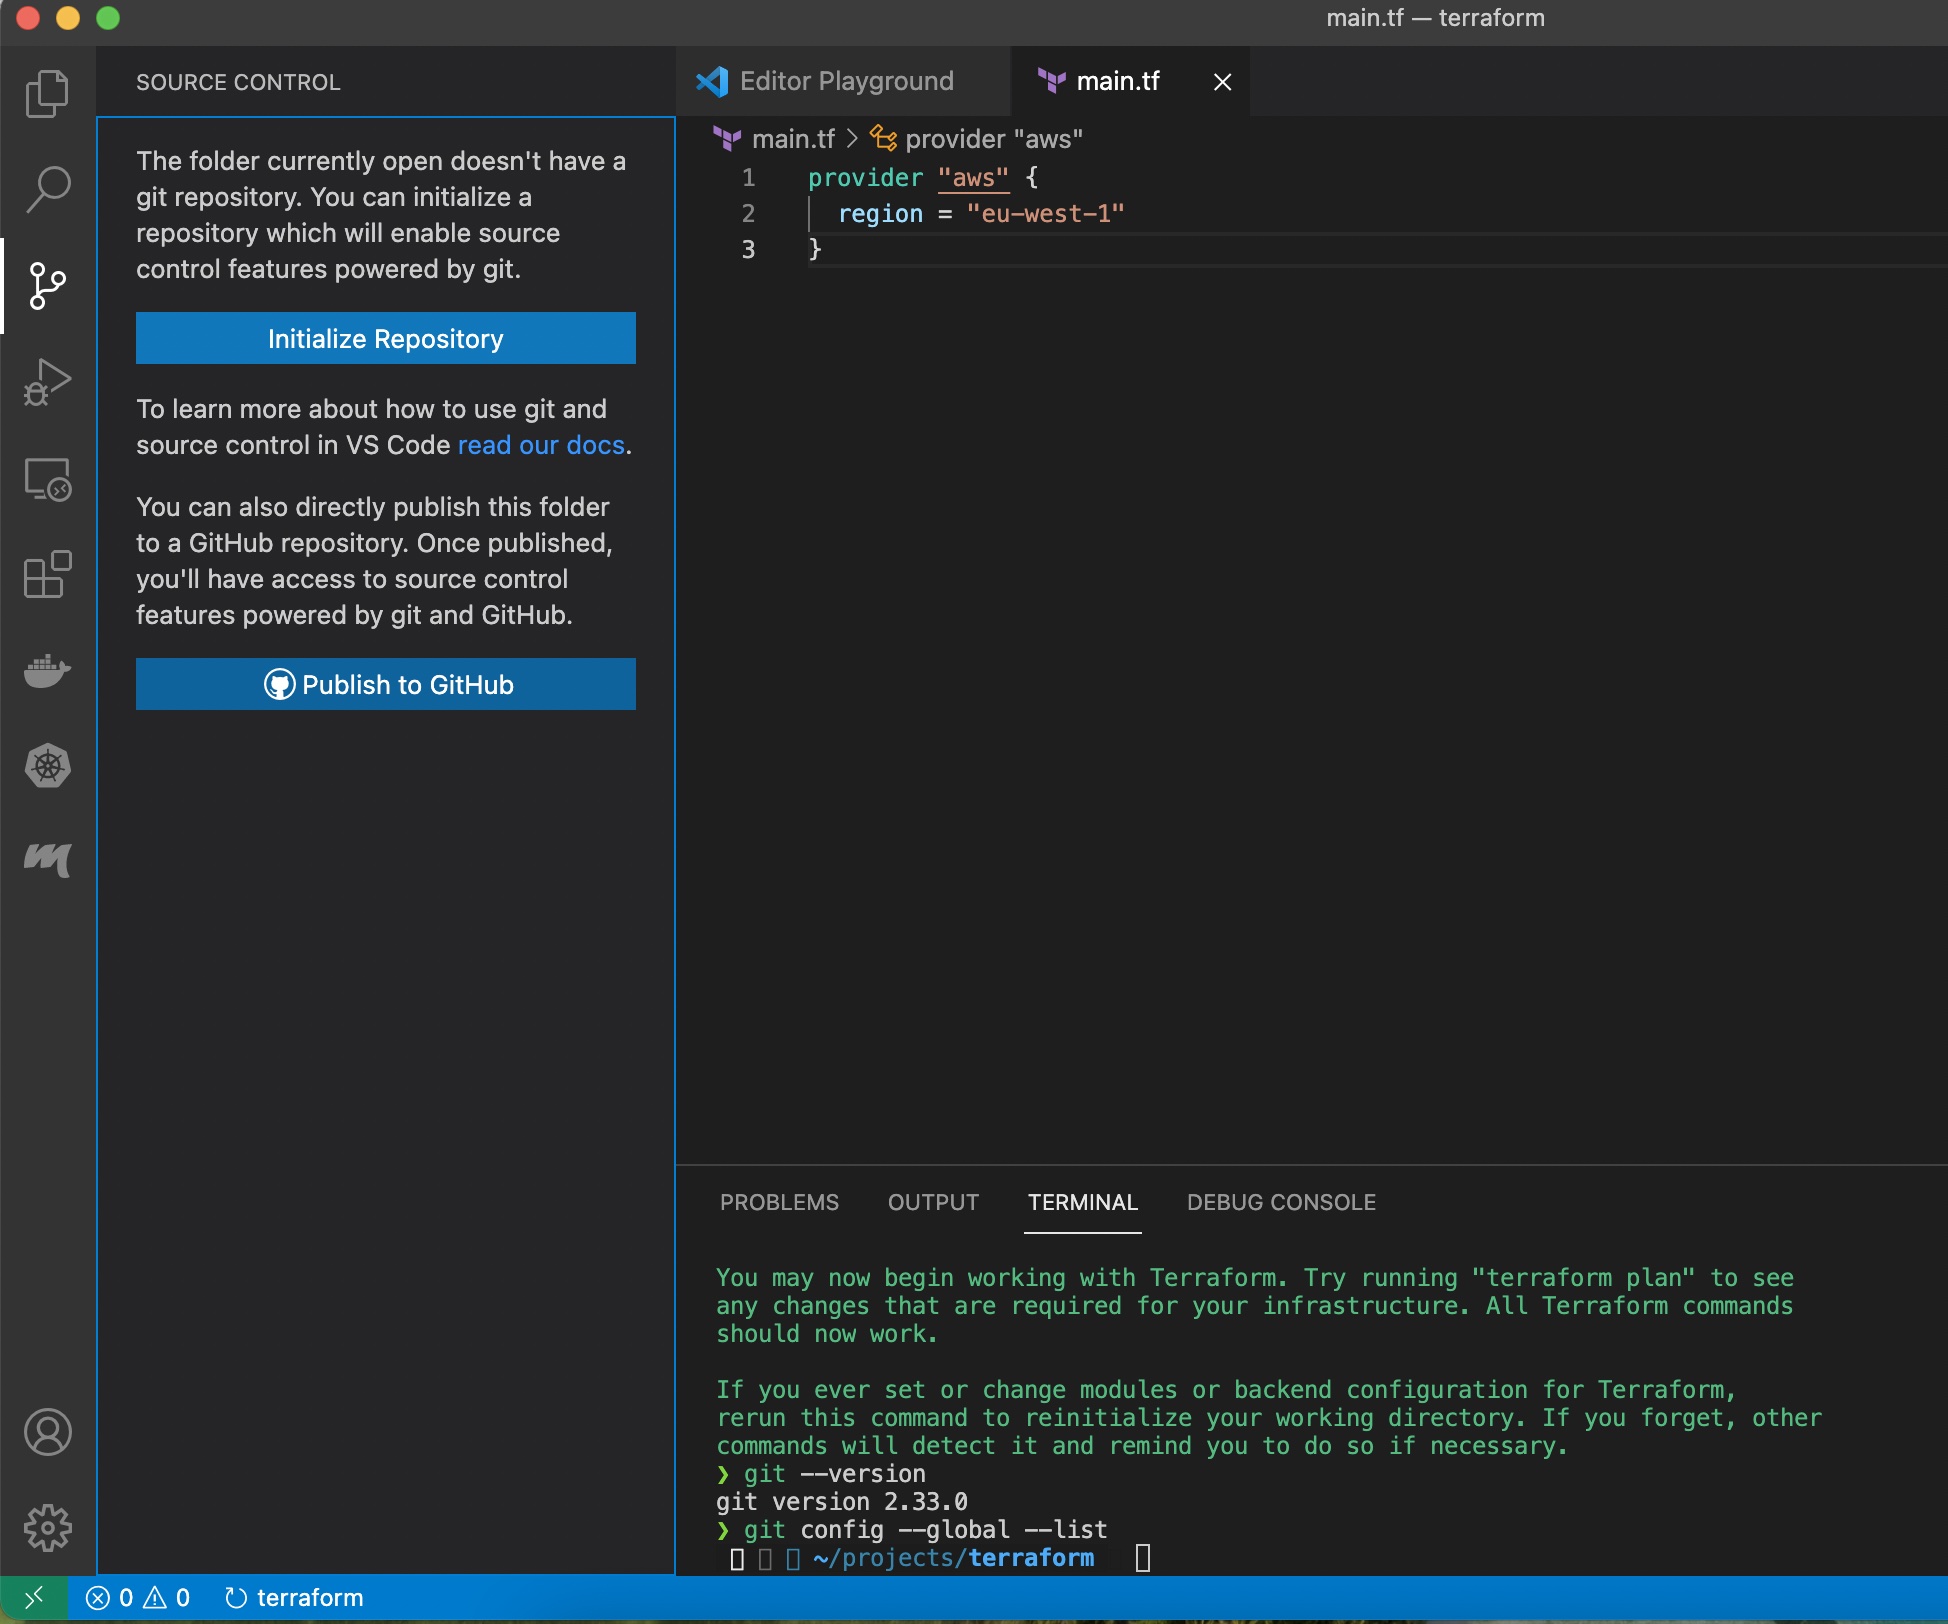 main.tf — terraform
SOURCE CONTROL
The folder currently open doesn't have a
git repository. You can initialize a
repository which will enable source
control features powered by git.
Initialize Repository
To learn more about how to use git and
source control in VS Code read our docs.
You can also directly publish this folder
to a GitHub repository. Once published,
you'll have access to source control
features powered by git and GitHub.
Publish to GitHub
Editor Playground
main.tf
main.tf > provider "aws"
1 provider "aws" {
2 region = "eu-west-1"
3 }
PROBLEMS OUTPUT TERMINAL DEBUG CONSOLE
You may now begin working with Terraform. Try running "terraform plan" to see
any changes that are required for your infrastructure. All Terraform commands
should now work.
If you ever set or change modules or backend configuration for Terraform,
rerun this command to reinitialize your working directory. If you forget, other
commands will detect it and remind you to do so if necessary.
❯ git --version
git version 2.33.0
❯ git config --global --list
~/projects/terraform
0 0 terraform